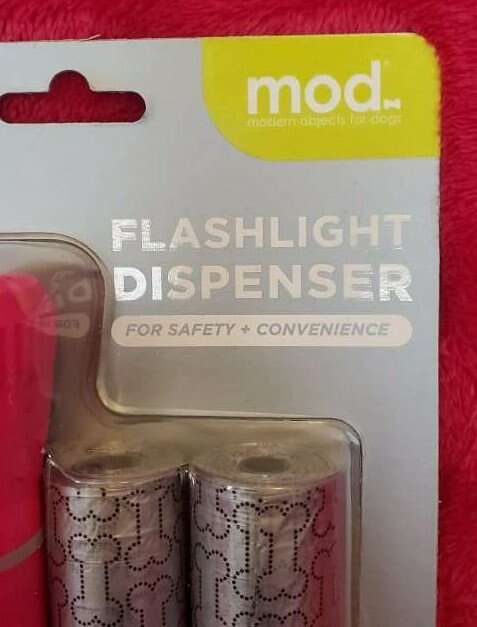 mod.
modern objects for dogs
FLASHLIGHT
DISPENSER
FOR SAFETY + CONVENIENCE